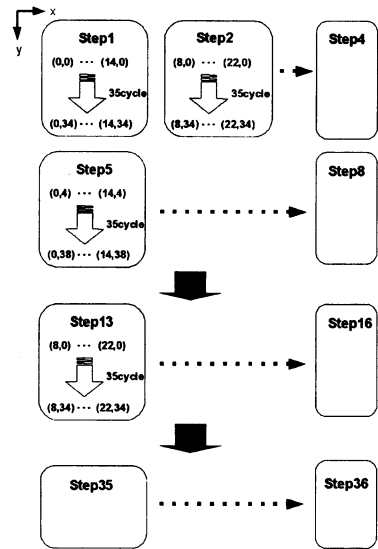 x
y
Step1
(0,0) ··· (14,0)
35cycle
(0,34) ··· (14,34)
Step2
(8,0) ··· (22,0)
35cycle
(8,34) ··· (22,34)
Step4
Step5
(0,4) ··· (14,4)
35cycle
(0,38) ··· (14,38)
Step8
Step13
(8,0) ··· (22,0)
35cycle
(8,34) ··· (22,34)
Step16
Step35
Step36